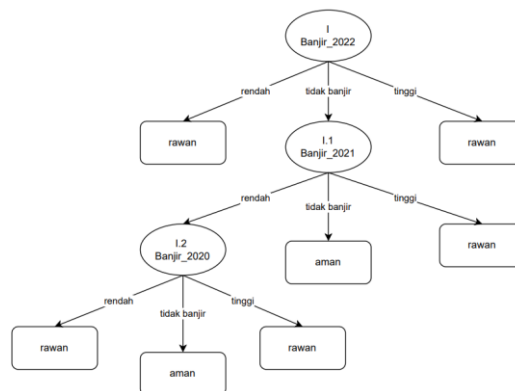 I
Banjir_2022
rendah
tidak banjir
tinggi
rawan
I.1
Banjir_2021
rawan
rendah
tidak banjir
tinggi
I.2
Banjir_2020
aman
rawan
rendah
tidak banjir
tinggi
rawan
aman
rawan